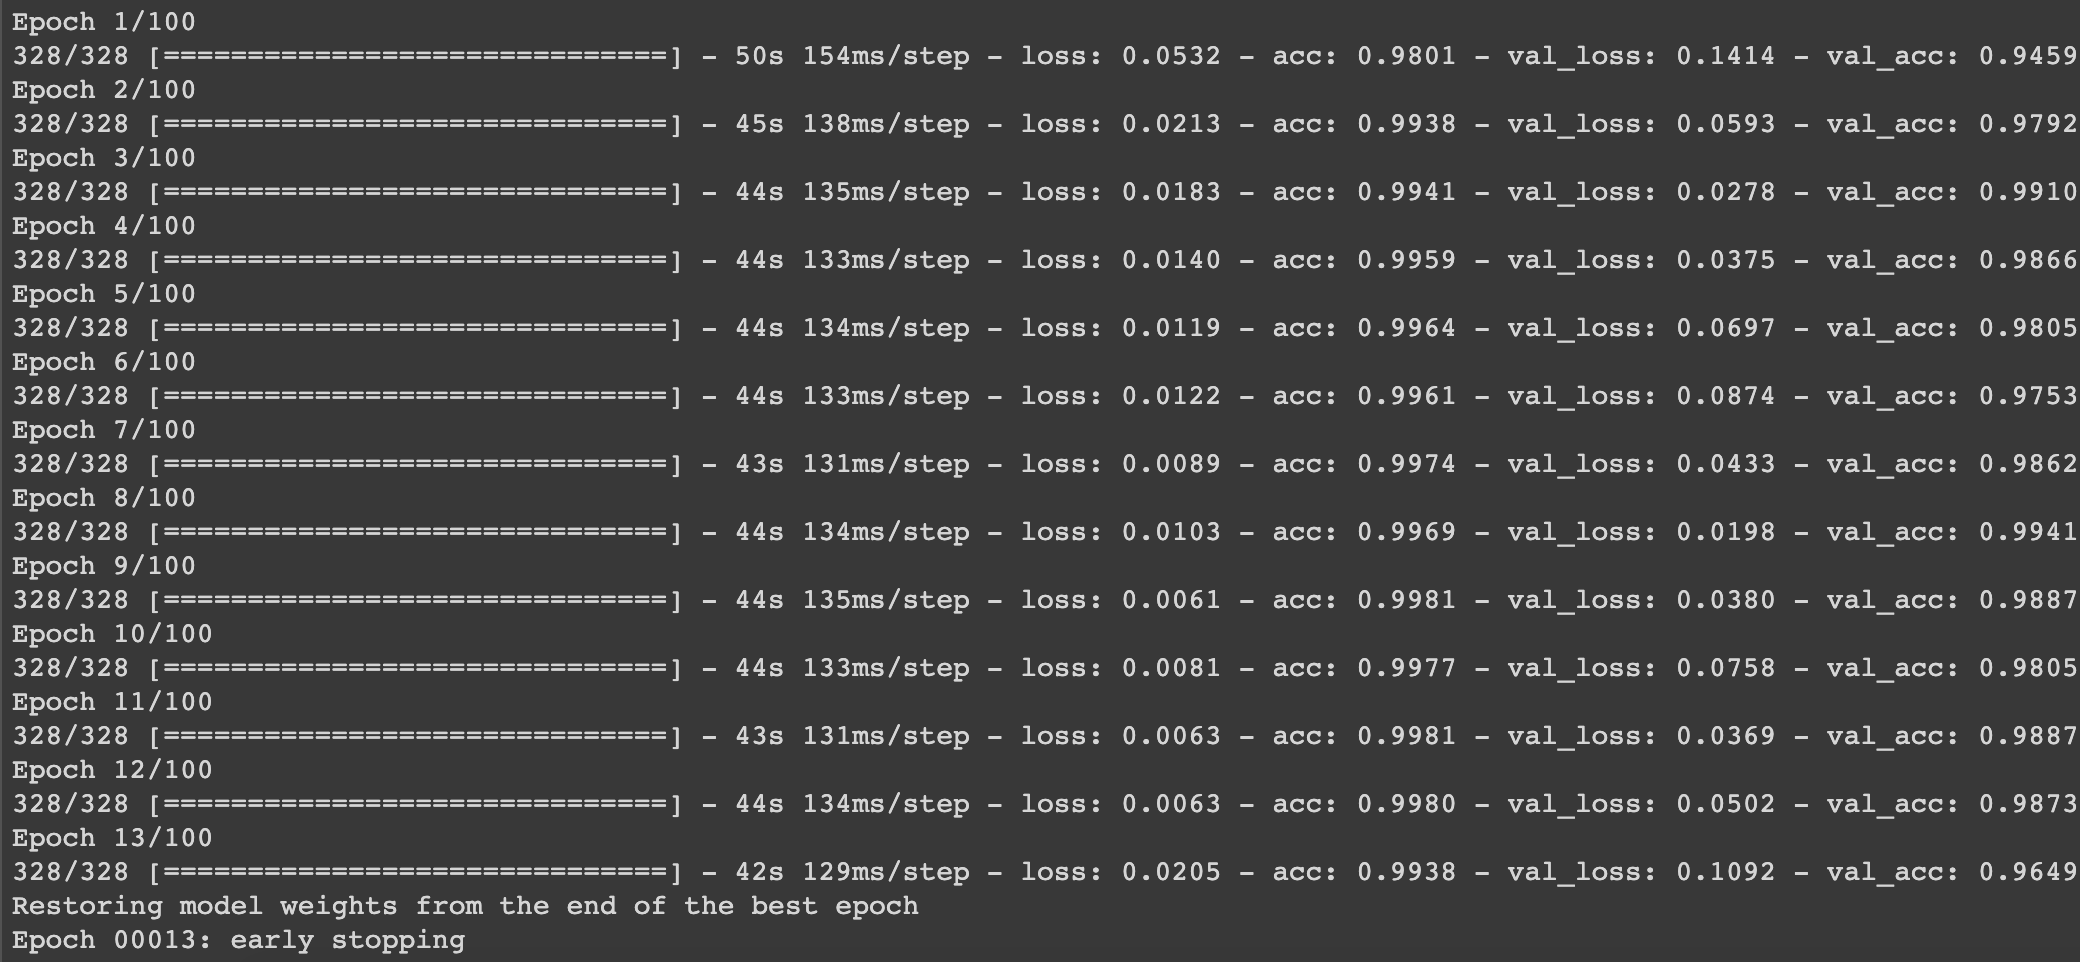 Epoch 1/100
328/328 [==============================] - 50s 154ms/step - loss: 0.0532 - acc: 0.9801 - val_loss: 0.1414 - val_acc: 0.9459
Epoch 2/100
328/328 [==============================] - 45s 138ms/step - loss: 0.0213 - acc: 0.9938 - val_loss: 0.0593 - val_acc: 0.9792
Epoch 3/100
328/328 [==============================] - 44s 135ms/step - loss: 0.0183 - acc: 0.9941 - val_loss: 0.0278 - val_acc: 0.9910
Epoch 4/100
328/328 [==============================] - 44s 133ms/step - loss: 0.0140 - acc: 0.9959 - val_loss: 0.0375 - val_acc: 0.9866
Epoch 5/100
328/328 [==============================] - 44s 134ms/step - loss: 0.0119 - acc: 0.9964 - val_loss: 0.0697 - val_acc: 0.9805
Epoch 6/100
328/328 [==============================] - 44s 133ms/step - loss: 0.0122 - acc: 0.9961 - val_loss: 0.0874 - val_acc: 0.9753
Epoch 7/100
328/328 [==============================] - 43s 131ms/step - loss: 0.0089 - acc: 0.9974 - val_loss: 0.0433 - val_acc: 0.9862
Epoch 8/100
328/328 [==============================] - 44s 134ms/step - loss: 0.0103 - acc: 0.9969 - val_loss: 0.0198 - val_acc: 0.9941
Epoch 9/100
328/328 [==============================] - 44s 135ms/step - loss: 0.0061 - acc: 0.9981 - val_loss: 0.0380 - val_acc: 0.9887
Epoch 10/100
328/328 [==============================] - 44s 133ms/step - loss: 0.0081 - acc: 0.9977 - val_loss: 0.0758 - val_acc: 0.9805
Epoch 11/100
328/328 [==============================] - 43s 131ms/step - loss: 0.0063 - acc: 0.9981 - val_loss: 0.0369 - val_acc: 0.9887
Epoch 12/100
328/328 [==============================] - 44s 134ms/step - loss: 0.0063 - acc: 0.9980 - val_loss: 0.0502 - val_acc: 0.9873
Epoch 13/100
328/328 [==============================] - 42s 129ms/step - loss: 0.0205 - acc: 0.9938 - val_loss: 0.1092 - val_acc: 0.9649
Restoring model weights from the end of the best epoch
Epoch 00013: early stopping